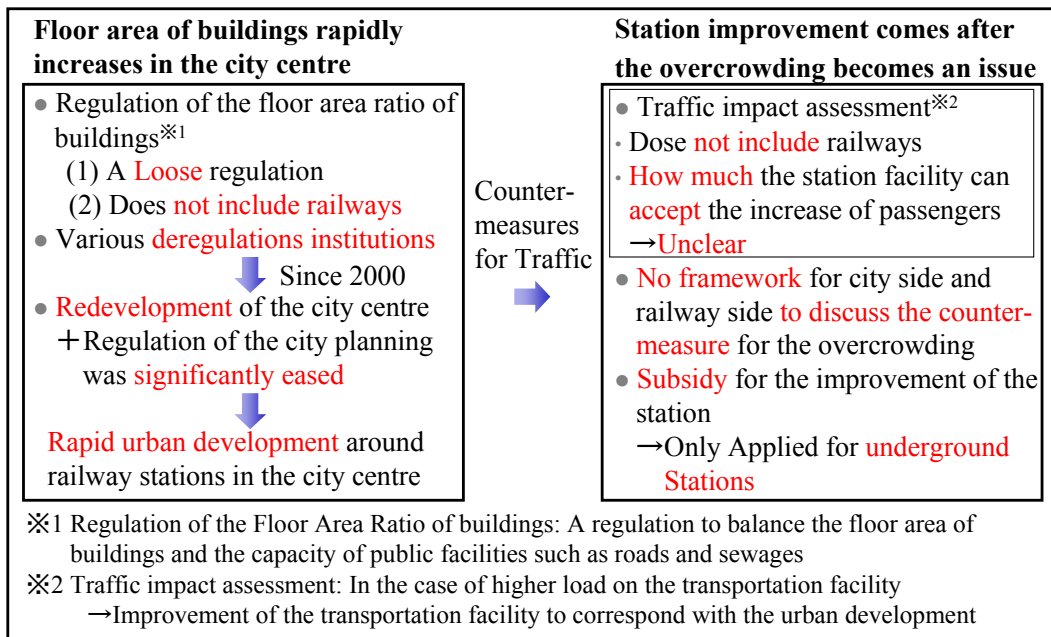 Floor area of buildings rapidly
increases in the city centre
● Regulation of the floor area ratio of
buildings※1
(1) A Loose regulation
(2) Does not include railways
● Various deregulations institutions
Since 2000
● Redevelopment of the city centre
＋Regulation of the city planning
was significantly eased
Rapid urban development around
railway stations in the city centre
Counter-
measures
for Traffic
Station improvement comes after
the overcrowding becomes an issue
● Traffic impact assessment※2
・Dose not include railways
・How much the station facility can
accept the increase of passengers
→Unclear
● No framework for city side and
railway side to discuss the counter-
measure for the overcrowding
● Subsidy for the improvement of the
station
→Only Applied for underground
Stations
※1 Regulation of the Floor Area Ratio of buildings: A regulation to balance the floor area of
buildings and the capacity of public facilities such as roads and sewages
※2 Traffic impact assessment: In the case of higher load on the transportation facility
→Improvement of the transportation facility to correspond with the urban development